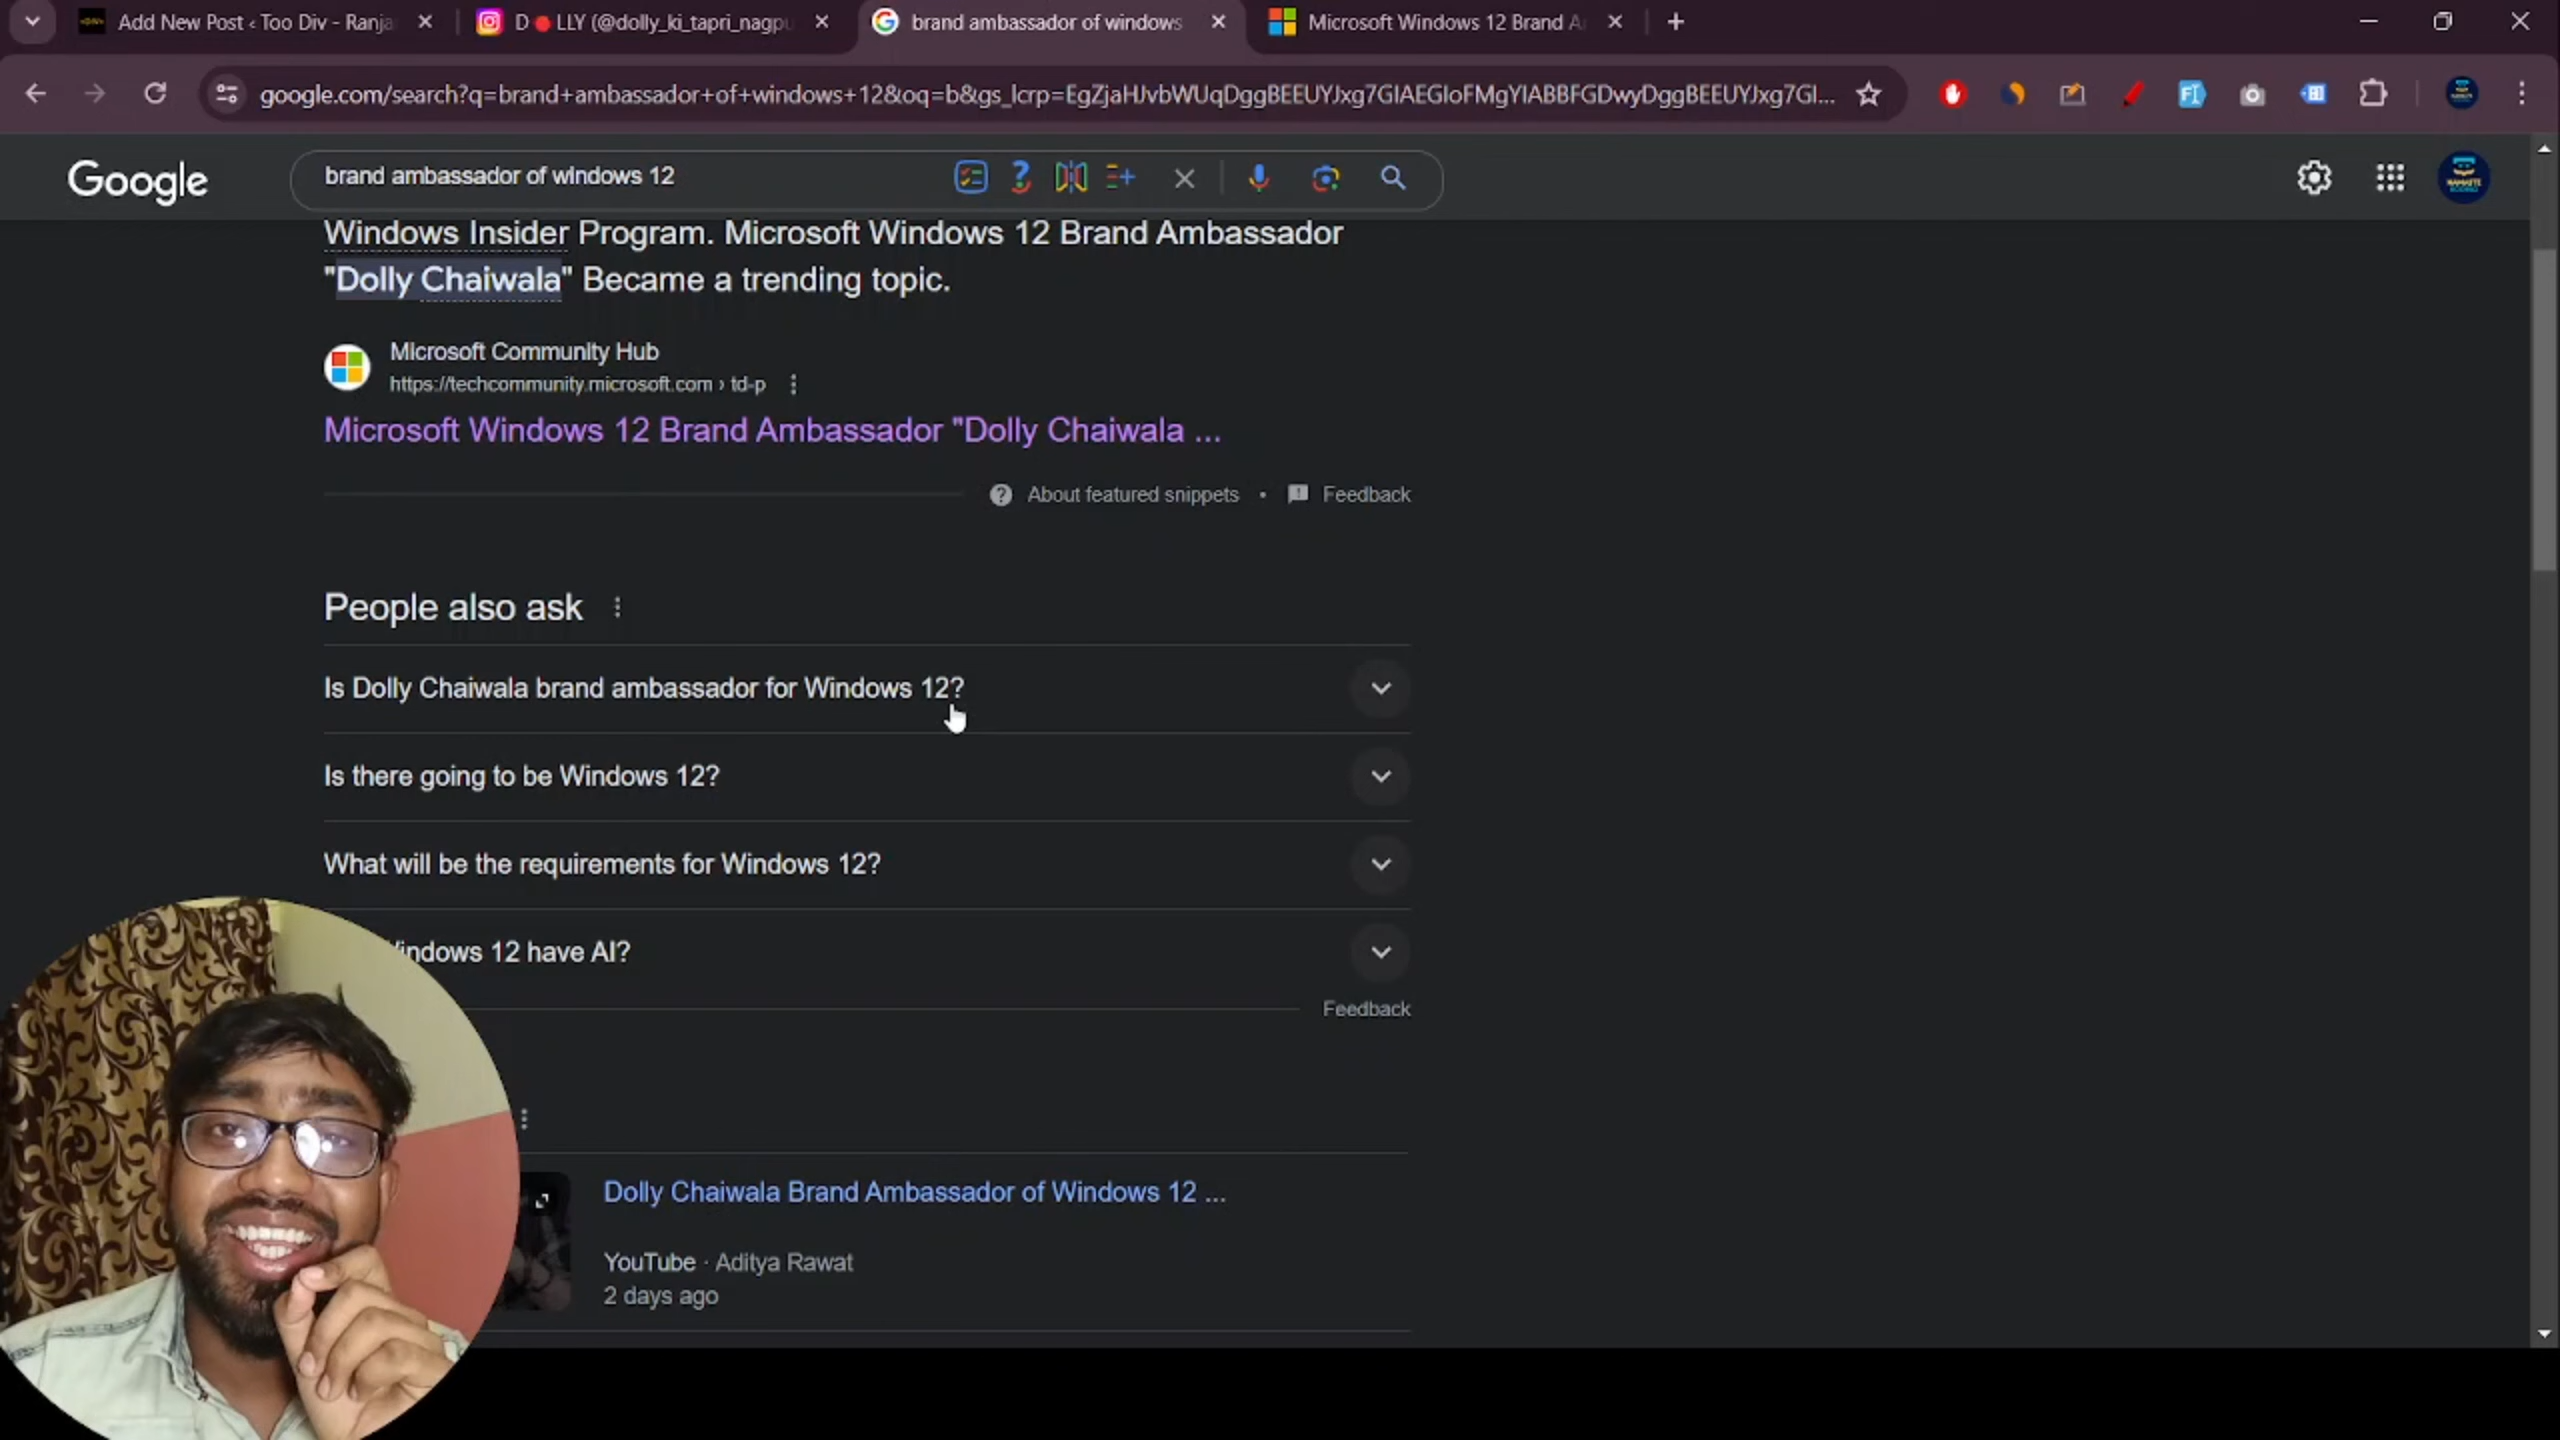 Add New Post ‹ Too Div - Ranja
D🔴LLY (@dolly_ki_tapri_nagpu
brand ambassador of windows
Microsoft Windows 12 Brand A
google.com/search?q=brand+ambassador+of+windows+12&oq=b&gs_lcrp=EgZjaHJvbWUqDggBEEUYJxg7GIAEGIoFMgYIABBFGDwyDggBEEUYJxg7GI...
Google
brand ambassador of windows 12
Windows Insider Program. Microsoft Windows 12 Brand Ambassador
"Dolly Chaiwala" Became a trending topic.
Microsoft Community Hub
https://techcommunity.microsoft.com › td-p
Microsoft Windows 12 Brand Ambassador "Dolly Chaiwala ...
About featured snippets • Feedback
People also ask
Is Dolly Chaiwala brand ambassador for Windows 12?
Is there going to be Windows 12?
What will be the requirements for Windows 12?
indows 12 have AI?
Feedback
Dolly Chaiwala Brand Ambassador of Windows 12 ...
YouTube · Aditya Rawat
2 days ago